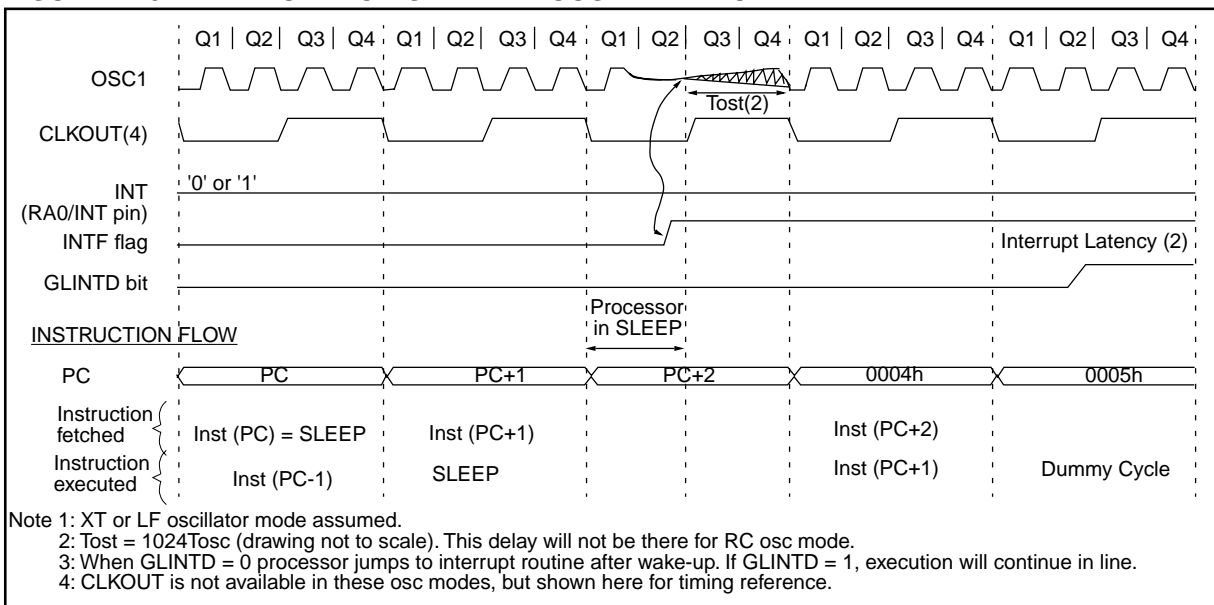 Q1 | Q2 | Q3 | Q4 Q1 | Q2 | Q3 | Q4 Q1 | Q2 | Q3 | Q4 Q1 | Q2 | Q3 | Q4 Q1 | Q2 | Q3 | Q4
OSC1
Tost(2)
CLKOUT(4)
'0' or '1'
INT
(RA0/INT pin)
INTF flag
Interrupt Latency (2)
GLINTD bit
Processor
in SLEEP
INSTRUCTION FLOW
PC PC PC+1 PC+2 0004h 0005h
Instruction
fetched
Inst (PC) = SLEEP Inst (PC+1) Inst (PC+2)
Instruction
executed
Inst (PC-1) SLEEP Inst (PC+1) Dummy Cycle
Note 1: XT or LF oscillator mode assumed.
2: Tost = 1024Tosc (drawing not to scale). This delay will not be there for RC osc mode.
3: When GLINTD = 0 processor jumps to interrupt routine after wake-up. If GLINTD = 1, execution will continue in line.
4: CLKOUT is not available in these osc modes, but shown here for timing reference.